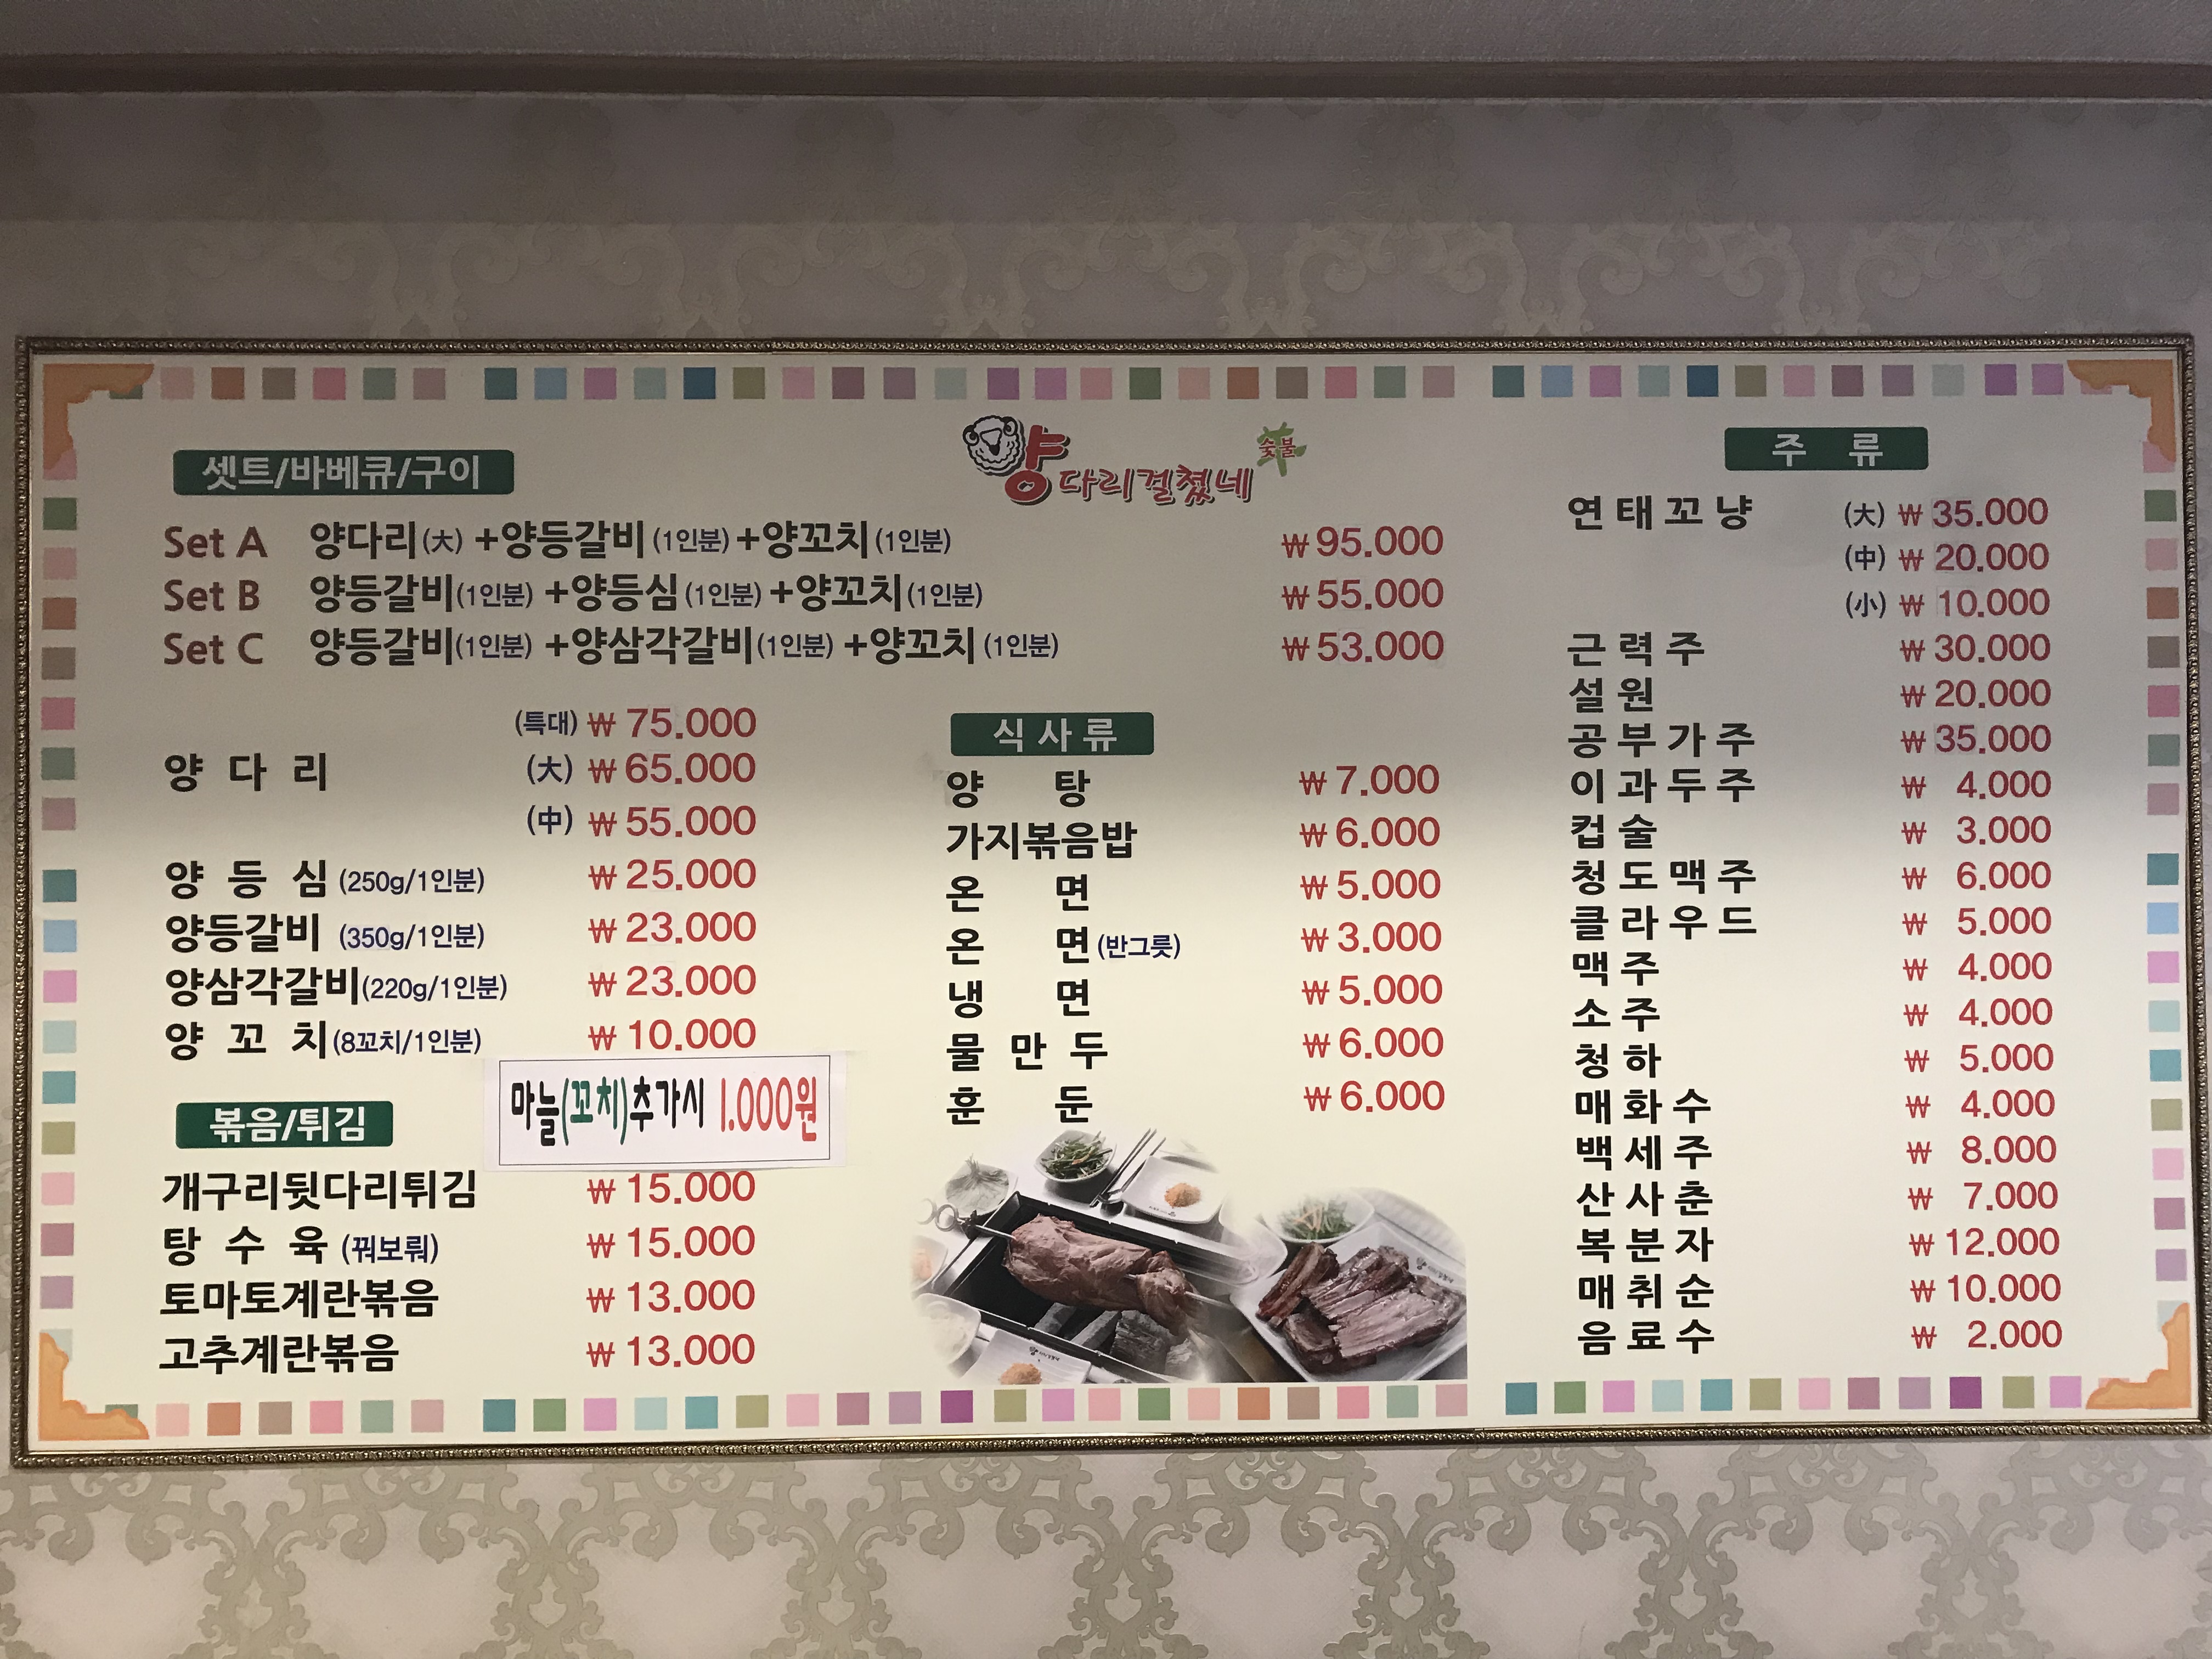 양다리걸쳤네 숯불
셋트/바베큐/구이
Set A 양다리(大) +양등갈비(1인분)+양꼬치(1인분) ₩95.000
Set B 양등갈비(1인분) +양등심(1인분) +양꼬치(1인분) ₩55.000
Set C 양등갈비(1인분) +양삼각갈비(1인분) +양꼬치(1인분) ₩53.000
(특대) ₩75.000
양다리 (大) ₩65.000
(中) ₩55.000
양등심(250g/1인분) ₩25.000
양등갈비 (350g/1인분) ₩23.000
양삼각갈비(220g/1인분) ₩23.000
양꼬치(8꼬치/1인분) ₩10.000
마늘(꼬치)추가시 1.000원
볶음/튀김
개구리뒷다리튀김 ₩15.000
탕수육(꿔보뤄) ₩15.000
토마토계란볶음 ₩13.000
고추계란볶음 ₩13.000
식사류
양탕 ₩7.000
가지볶음밥 ₩6.000
온면 ₩5.000
온면(반그릇) ₩3.000
냉면 ₩5.000
물만두 ₩6.000
훈둔 ₩6.000
주류
연태꼬냥 (大) ₩35.000
(中) ₩20.000
(小) ₩10.000
근력주 ₩30.000
설원 ₩20.000
공부가주 ₩35.000
이과두주 ₩4.000
컵술 ₩3.000
청도맥주 ₩6.000
클라우드 ₩5.000
맥주 ₩4.000
소주 ₩4.000
청하 ₩5.000
매화수 ₩4.000
백세주 ₩8.000
산사춘 ₩7.000
복분자 ₩12.000
매취순 ₩10.000
음료수 ₩2.000